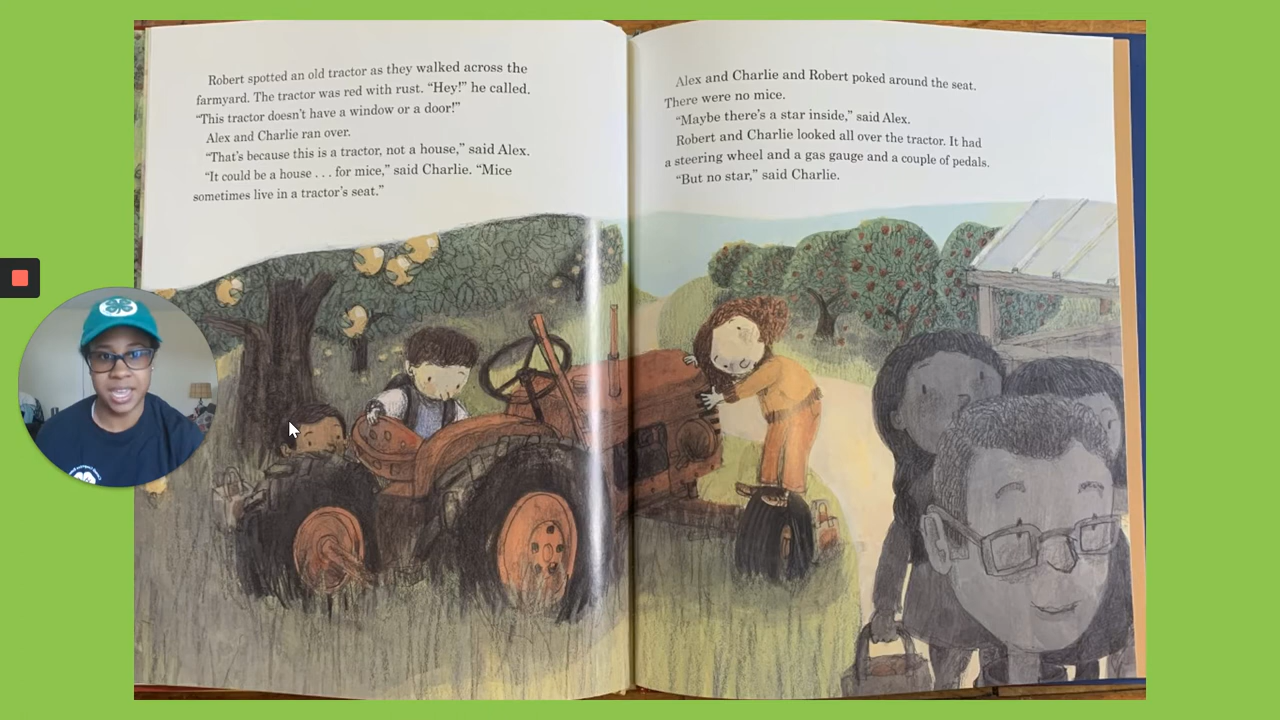 Robert spotted an old tractor as they walked across the
farmyard. The tractor was red with rust. “Hey!” he called.
“This tractor doesn’t have a window or a door!”
Alex and Charlie ran over.
“That’s because this is a tractor, not a house,” said Alex.
“It could be a house . . . for mice,” said Charlie. “Mice
sometimes live in a tractor’s seat.”
Alex and Charlie and Robert poked around the seat.
There were no mice.
“Maybe there’s a star inside,” said Alex.
Robert and Charlie looked all over the tractor. It had
a steering wheel and a gas gauge and a couple of pedals.
“But no star,” said Charlie.